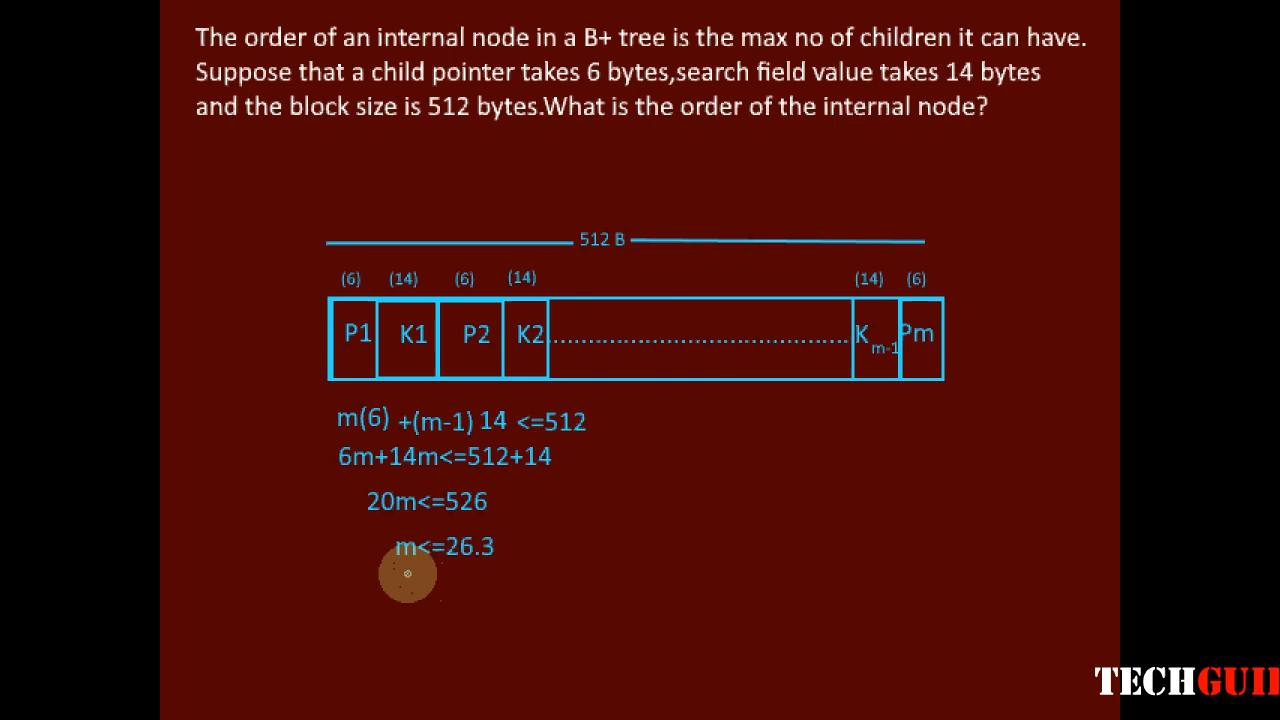 The order of an internal node in a B+ tree is the max no of children it can have.
Suppose that a child pointer takes 6 bytes,search field value takes 14 bytes
and the block size is 512 bytes.What is the order of the internal node?
512 B
(6) (14) (6) (14) (14) (6)
P1 K1 P2 K2 ............................................ Km-1 Pm
m(6) +(m-1) 14 <=512
6m+14m<=512+14
20m<=526
m<=26.3
TECHGUI